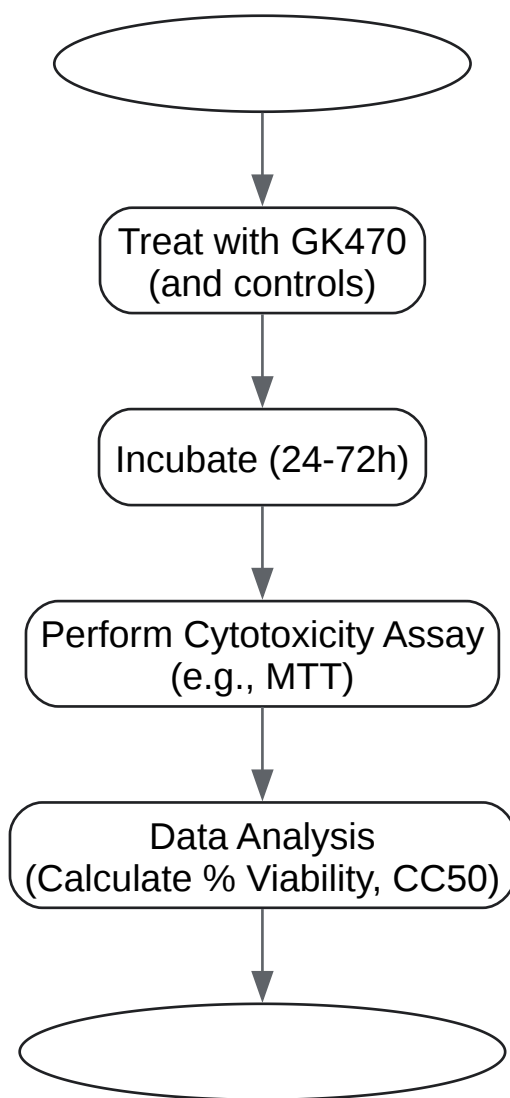 Treat with GK470
(and controls)
Incubate (24-72h)
Perform Cytotoxicity Assay
(e.g., MTT)
Data Analysis
(Calculate % Viability, CC50)